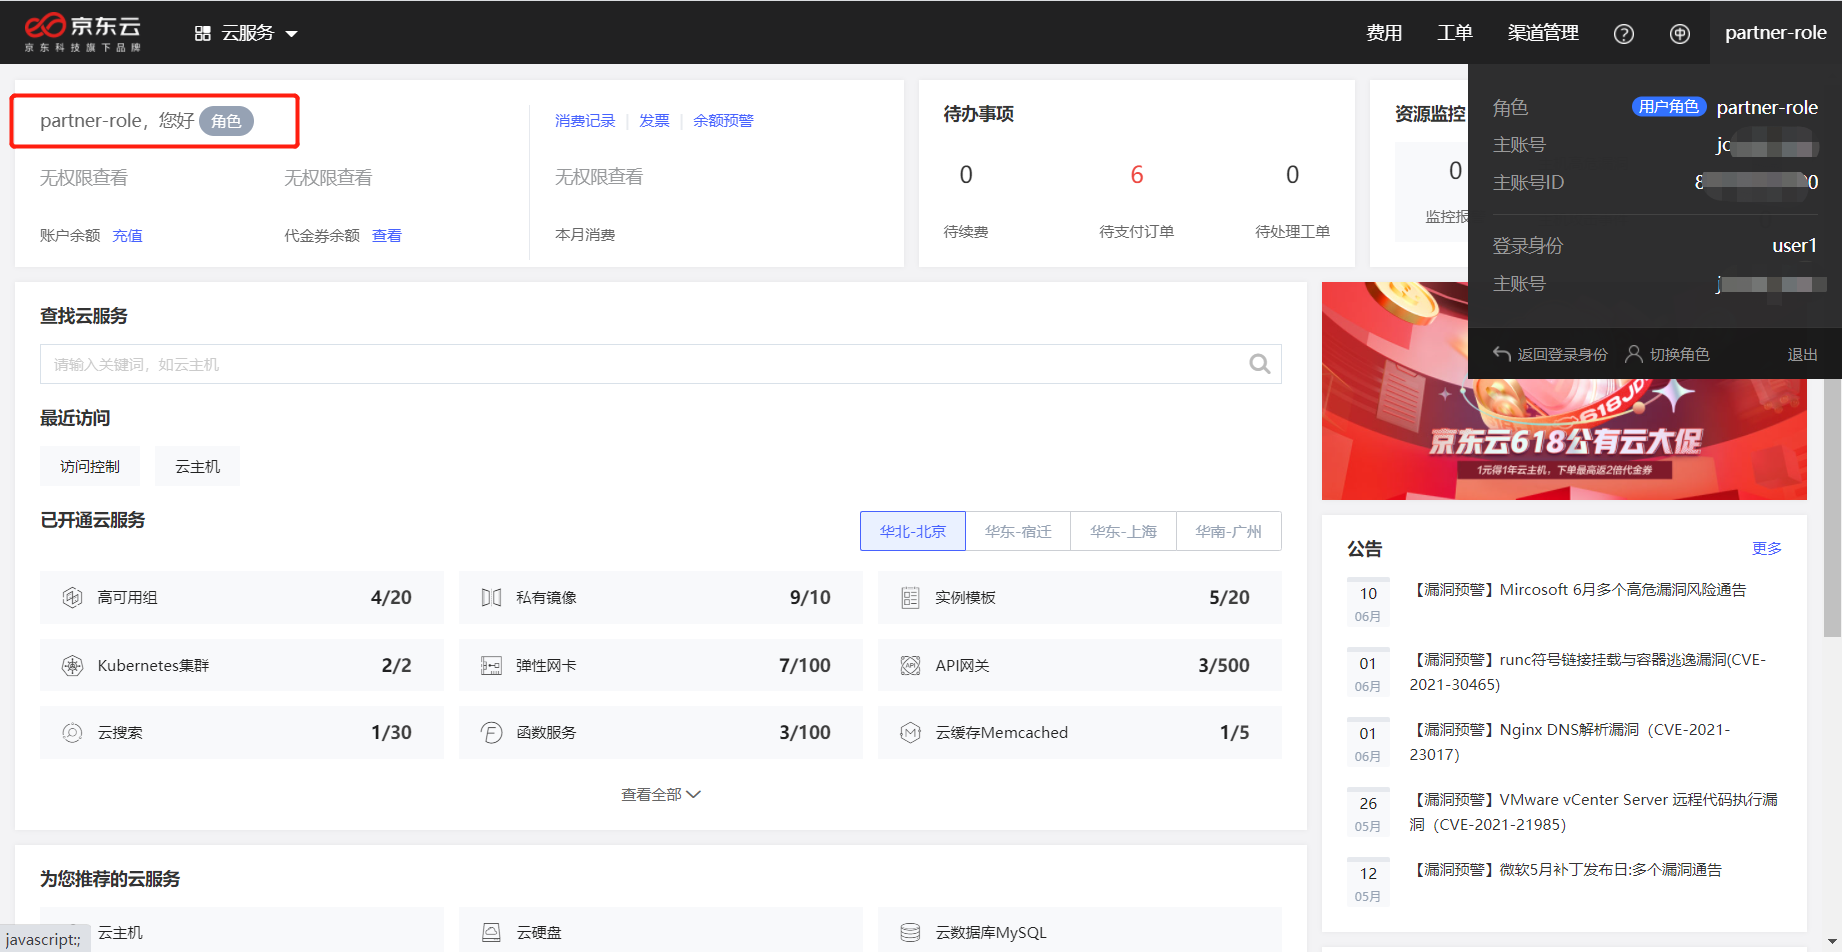 京东云
京东科技旗下品牌
云服务
费用
工单
渠道管理
?
中
partner-role
partner-role，您好 角色
消费记录 | 发票 | 余额预警
无权限查看
无权限查看
无权限查看
账户余额 充值
代金券余额 查看
本月消费
待办事项
0
6
0
待续费
待支付订单
待处理工单
资源监控
0
监控报
角色 用户角色 partner-role
主账号
主账号ID
登录身份 user1
主账号
返回登录身份
切换角色
退出
查找云服务
请输入关键词，如云主机
最近访问
访问控制
云主机
已开通云服务
华北-北京
华东-宿迁
华东-上海
华南-广州
高可用组 4/20
私有镜像 9/10
实例模板 5/20
Kubernetes集群 2/2
弹性网卡 7/100
API网关 3/500
云搜索 1/30
函数服务 3/100
云缓存Memcached 1/5
查看全部
为您推荐的云服务
云主机
云硬盘
云数据库MySQL
618JD
京东云618公有云大促
1元得1年云主机，下单最高返2倍代金券
公告
更多
10
06月
【漏洞预警】Mircosoft 6月多个高危漏洞风险通告
01
06月
【漏洞预警】runc符号链接挂载与容器逃逸漏洞(CVE-
2021-30465)
01
06月
【漏洞预警】Nginx DNS解析漏洞（CVE-2021-
23017)
26
05月
【漏洞预警】VMware vCenter Server 远程代码执行漏
洞（CVE-2021-21985)
12
05月
【漏洞预警】微软5月补丁发布日:多个漏洞通告
javascript:;